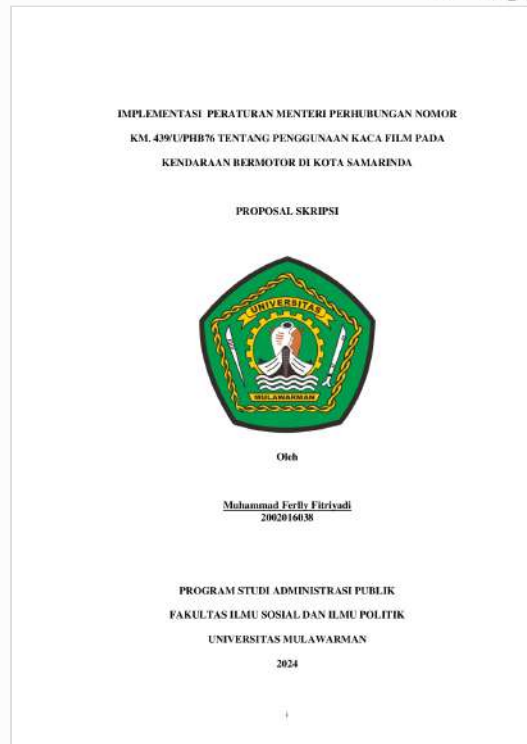 IMPLEMENTASI PERATURAN MENTERI PERHUBUNGAN NOMOR
KM. 439/U/PHB76 TENTANG PENGGUNAAN KACA FILM PADA
KENDARAAN BERMOTOR DI KOTA SAMARINDA
PROPOSAL SKRIPSI
UNIVERSITAS
MULAWARMAN
Oleh
Muhammad Ferlly Fitriyadi
2002016038
PROGRAM STUDI ADMINISTRASI PUBLIK
FAKULTAS ILMU SOSIAL DAN ILMU POLITIK
UNIVERSITAS MULAWARMAN
2024
i